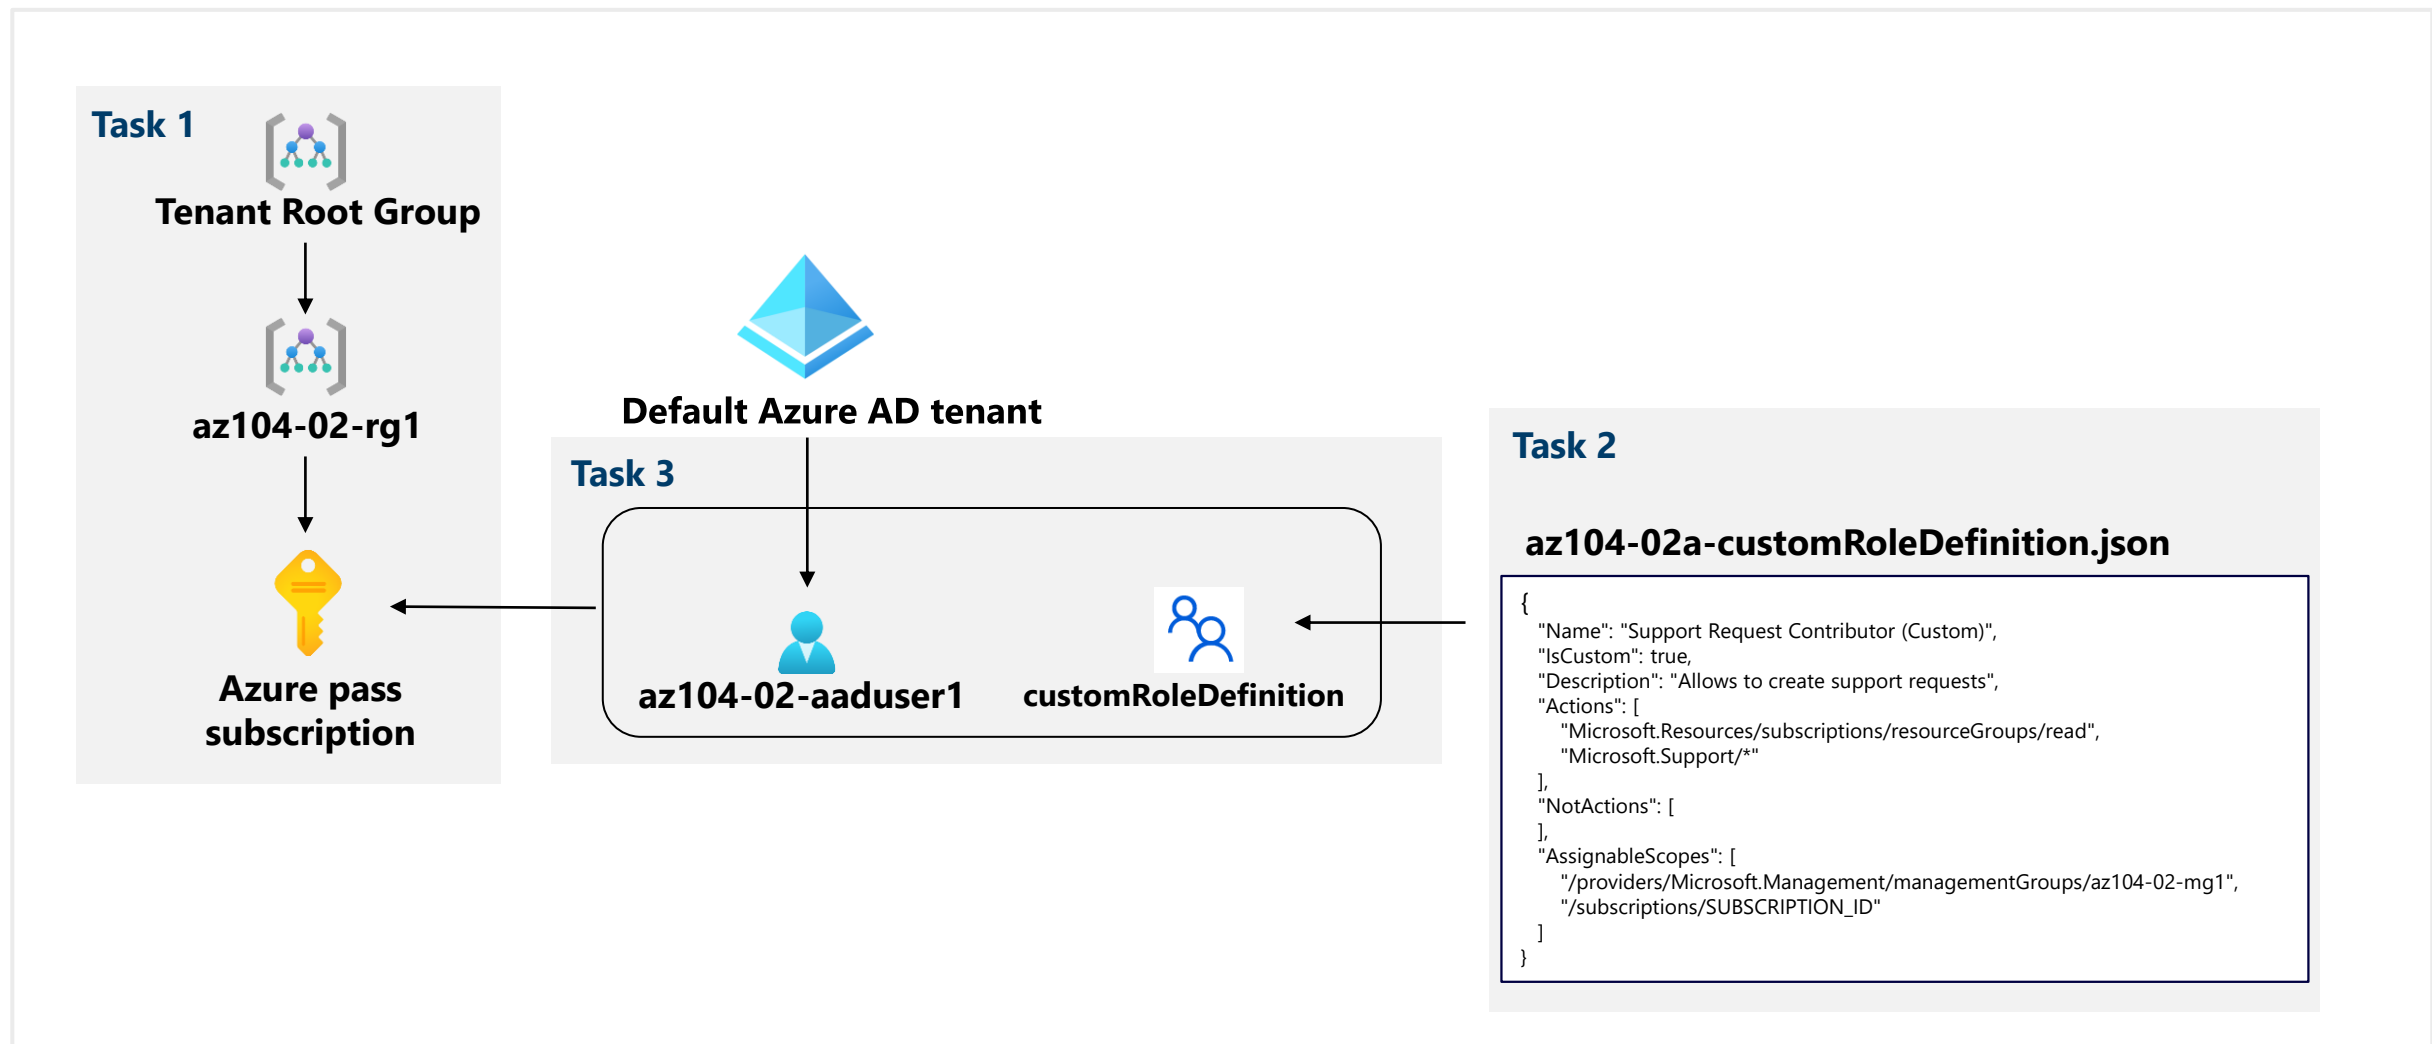 Task 1
Tenant Root Group
az104-02-rg1
Azure pass
subscription
Default Azure AD tenant
Task 3
az104-02-aaduser1
customRoleDefinition
Task 2
az104-02a-customRoleDefinition.json
{
"Name": "Support Request Contributor (Custom)",
"IsCustom": true,
"Description": "Allows to create support requests",
"Actions": [
"Microsoft.Resources/subscriptions/resourceGroups/read",
"Microsoft.Support/*"
],
"NotActions": [
],
"AssignableScopes": [
"/providers/Microsoft.Management/managementGroups/az104-02-mg1",
"/subscriptions/SUBSCRIPTION_ID"
]
}